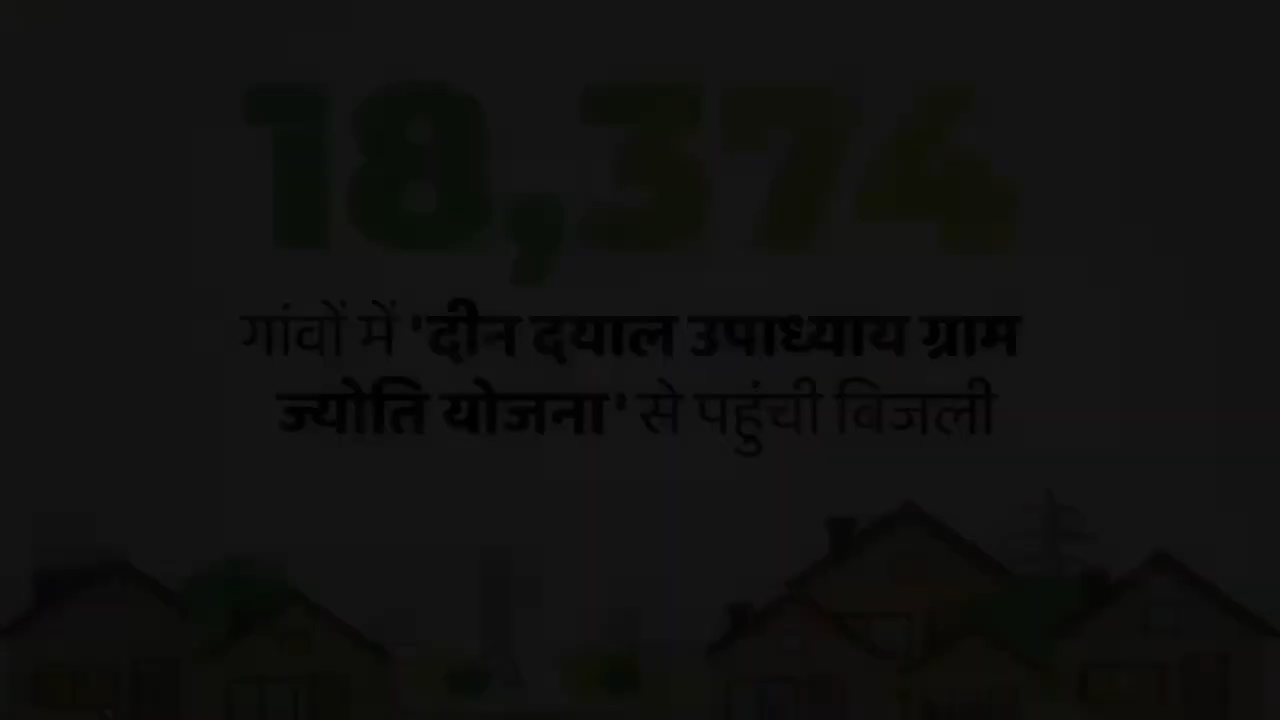 18,374
गांवों में 'दीन दयाल उपाध्याय ग्राम
ज्योति योजना' से पहुंची बिजली